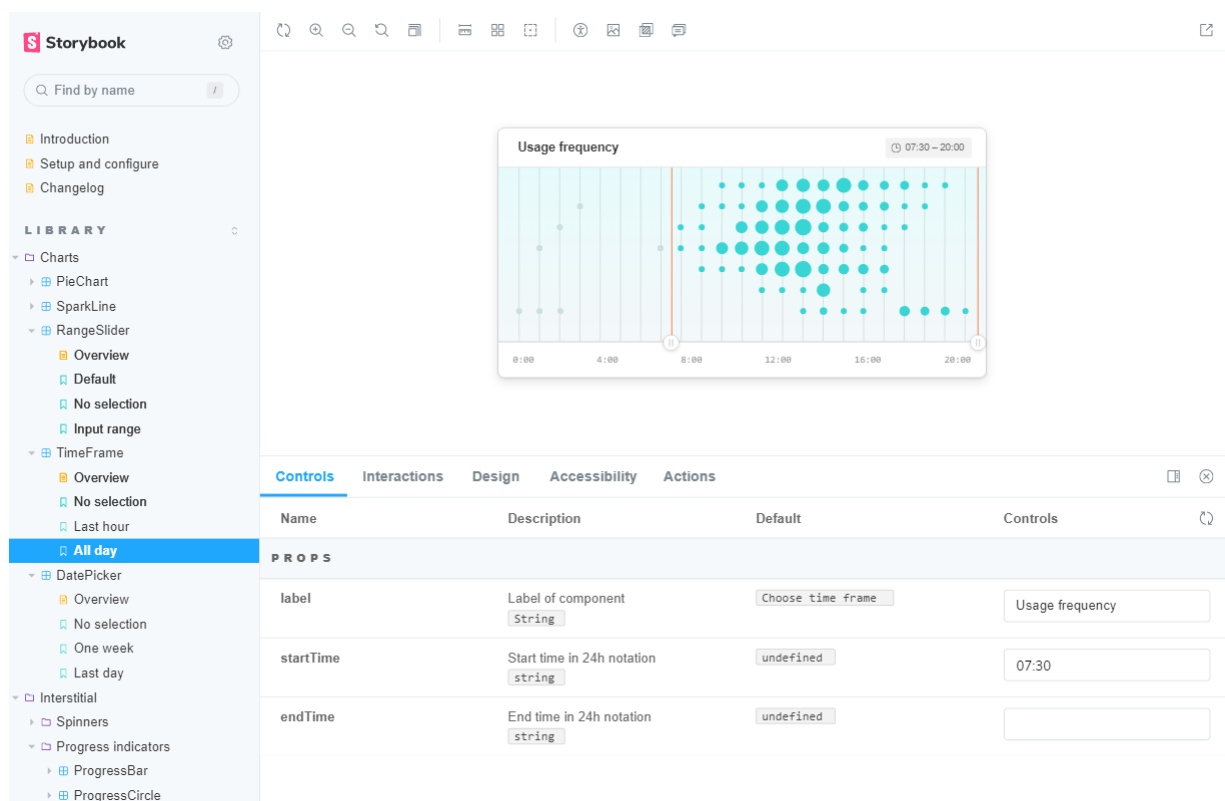 Storybook
Find by name
/
Introduction
Setup and configure
Changelog
LIBRARY
Charts
PieChart
SparkLine
RangeSlider
Overview
Default
No selection
Input range
TimeFrame
Overview
No selection
Last hour
All day
DatePicker
Overview
No selection
One week
Last day
Interstitial
Spinners
Progress indicators
ProgressBar
ProgressCircle
Usage frequency
07:30 – 20:00
0:00 4:00 8:00 12:00 16:00 20:00
Controls Interactions Design Accessibility Actions
Name Description Default Controls
PROPS
label Label of component Choose time frame Usage frequency
String
startTime Start time in 24h notation undefined 07:30
string
endTime End time in 24h notation undefined
string